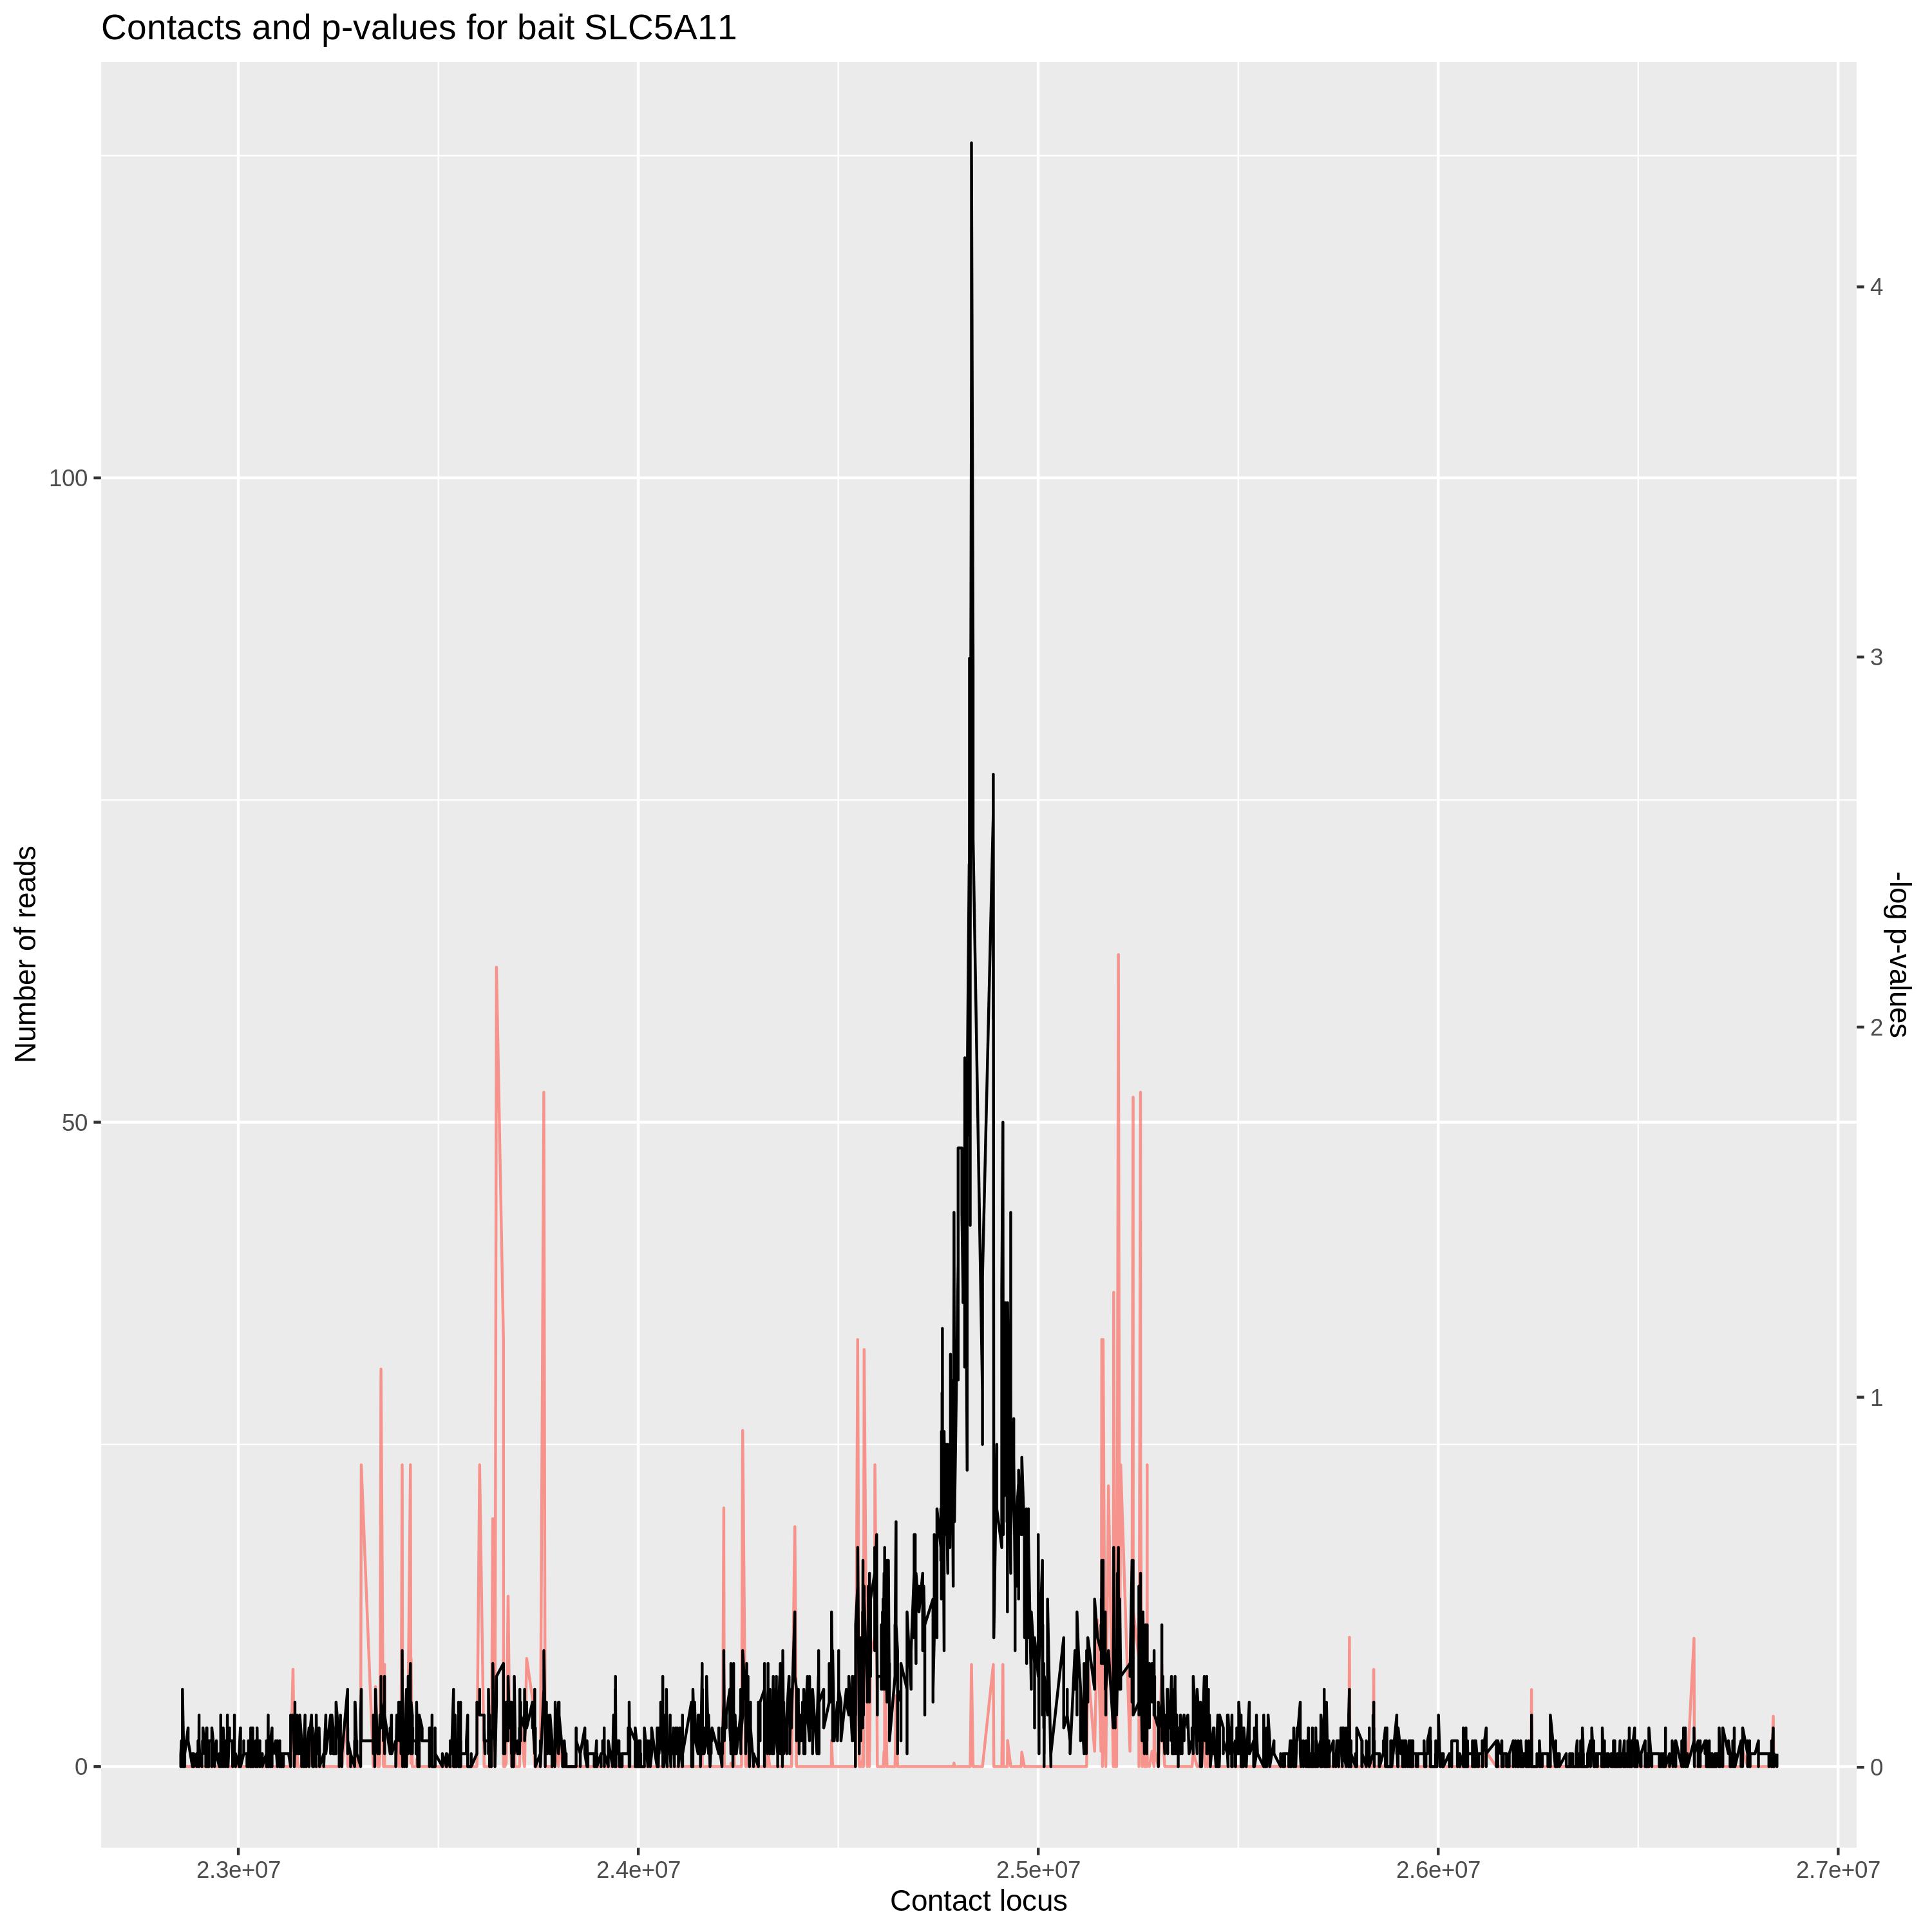 Contacts and p-values for bait SLC5A11
Number of reads
100
50
0
4
3
2
1
0
-log p-values
2.3e+07 2.4e+07 2.5e+07 2.6e+07 2.7e+07
Contact locus